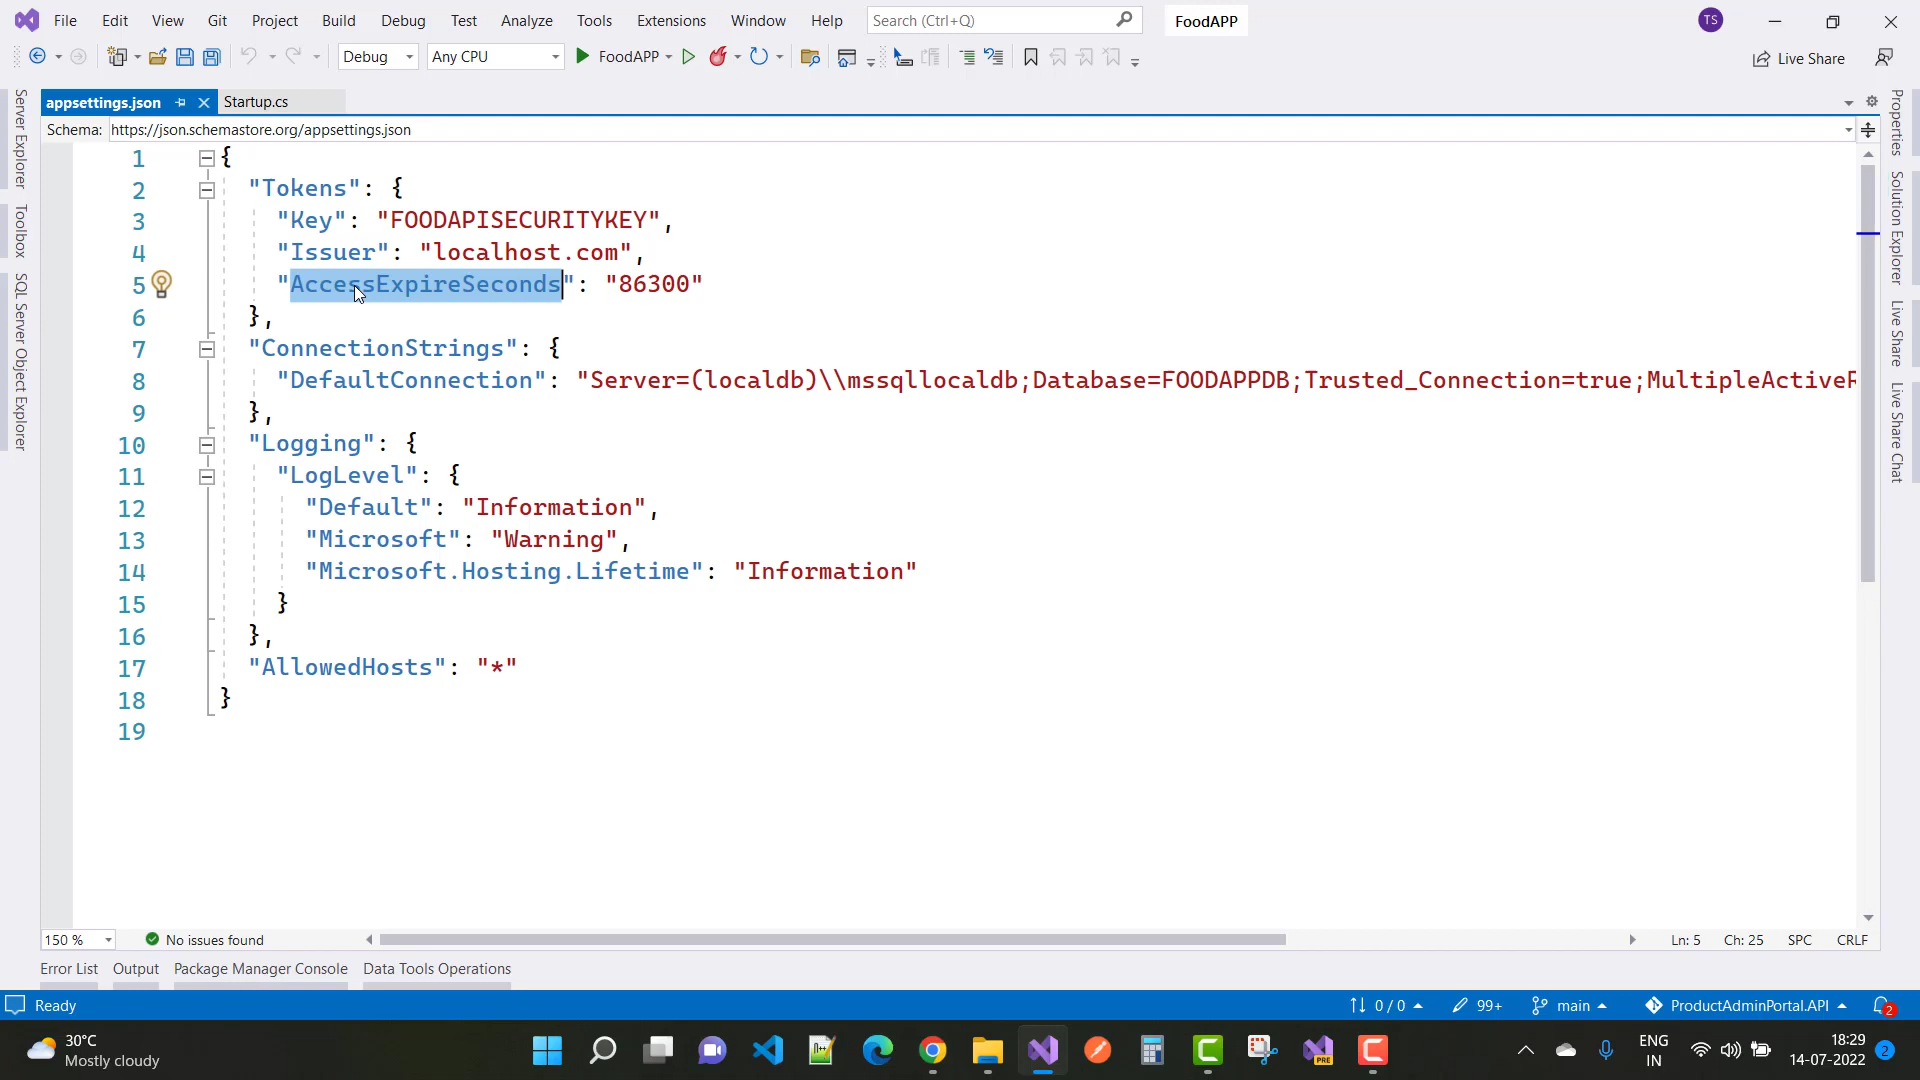 File Edit View Git Project Build Debug Test Analyze Tools Extensions Window Help Search (Ctrl+Q) FoodAPP TS
Debug Any CPU FoodAPP Live Share
appsettings.json Startup.cs
Schema: https://json.schemastore.org/appsettings.json
1 {
2 "Tokens": {
3 "Key": "FOODAPISECURITYKEY",
4 "Issuer": "localhost.com",
5 "AccessExpireSeconds": "86300"
6 },
7 "ConnectionStrings": {
8 "DefaultConnection": "Server=(localdb)\\mssqllocaldb;Database=FOODAPPDB;Trusted_Connection=true;MultipleActiveR
9 },
10 "Logging": {
11 "LogLevel": {
12 "Default": "Information",
13 "Microsoft": "Warning",
14 "Microsoft.Hosting.Lifetime": "Information"
15 }
16 },
17 "AllowedHosts": "*"
18 }
19
Server Explorer
Toolbox
SQL Server Object Explorer
Properties
Solution Explorer
Live Share
Live Share Chat
150 % No issues found Ln: 5 Ch: 25 SPC CRLF
Error List Output Package Manager Console Data Tools Operations
Ready 0 / 0 99+ main ProductAdminPortal.API 2
30°C
Mostly cloudy
PRE
ENG
IN
18:29
14-07-2022
2